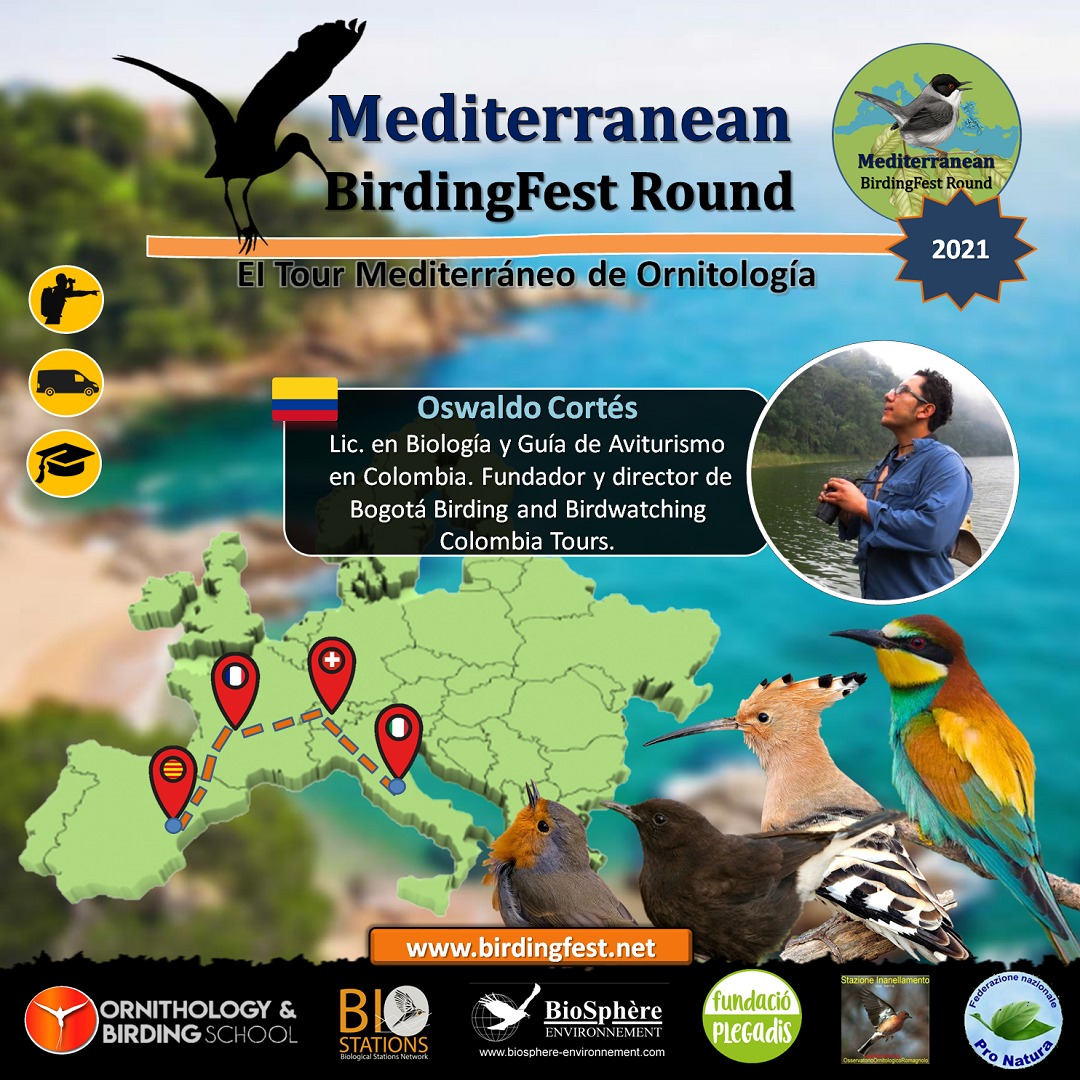 Mediterranean
BirdingFest Round
El Tour Mediterráneo de Ornitología
Mediterranean
BirdingFest Round
2021
Oswaldo Cortés
Lic. en Biología y Guía de Aviturismo
en Colombia. Fundador y director de
Bogotá Birding and Birdwatching
Colombia Tours.
www.birdingfest.net
ORNITHOLOGY &
BIRDING SCHOOL
BIO
STATIONS
Biological Stations Network
BioSphère
ENVIRONNEMENT
www.biosphere-environnement.com
fundació
PLEGADIS
Stazione Inanellamento
OsservatorioOrnitologicoRomagnolo
Federazione nazionale
Pro Natura